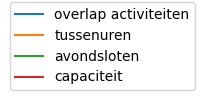 overlap activiteiten
tussenuren
avondsloten
capaciteit